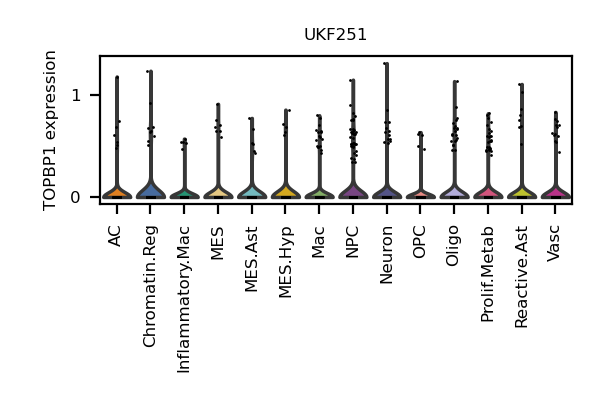 UKF251
TOPBP1 expression
1
0
AC
Chromatin.Reg
Inflammatory.Mac
MES
MES.Ast
MES.Hyp
Mac
NPC
Neuron
OPC
Oligo
Prolif.Metab
Reactive.Ast
Vasc